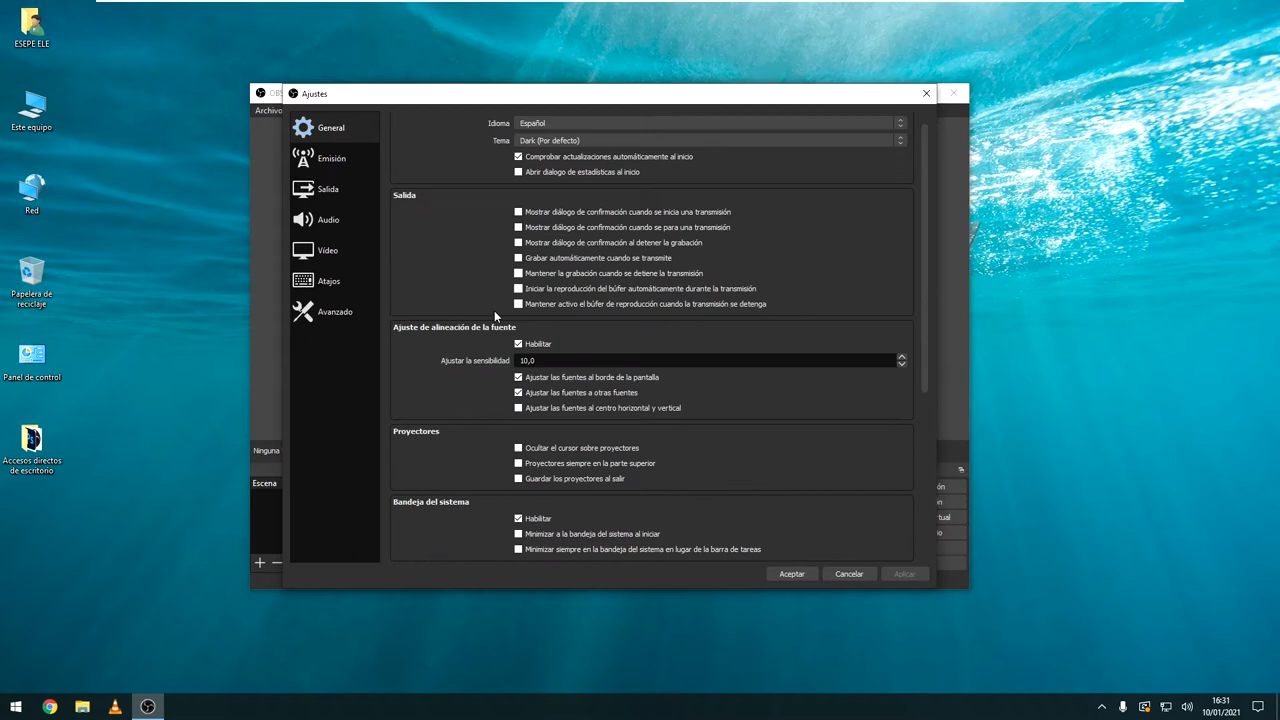 ESEPE ELE
Este equipo
Red
Papelera de
reciclaje
Panel de control
Accesos directos
de escritorio
OBS
Archivo
Ninguna
Escena
Ajustes
General
Emisión
Salida
Audio
Vídeo
Atajos
Avanzado
Idioma
Español
Tema
Dark (Por defecto)
Comprobar actualizaciones automáticamente al inicio
Abrir dialogo de estadísticas al inicio
Salida
Mostrar diálogo de confirmación cuando se inicia una transmisión
Mostrar diálogo de confirmación cuando se para una transmisión
Mostrar diálogo de confirmación al detener la grabación
Grabar automáticamente cuando se transmite
Mantener la grabación cuando se detiene la transmisión
Iniciar la reproducción del búfer automáticamente durante la transmisión
Mantener activo el búfer de reproducción cuando la transmisión se detenga
Ajuste de alineación de la fuente
Habilitar
Ajustar la sensibilidad
10,0
Ajustar las fuentes al borde de la pantalla
Ajustar las fuentes a otras fuentes
Ajustar las fuentes al centro horizontal y vertical
Proyectores
Ocultar el cursor sobre proyectores
Proyectores siempre en la parte superior
Guardar los proyectores al salir
Bandeja del sistema
Habilitar
Minimizar a la bandeja del sistema al iniciar
Minimizar siempre en la bandeja del sistema en lugar de la barra de tareas
Aceptar
Cancelar
Aplicar
ón
ón
tual
io
16:31
10/01/2021